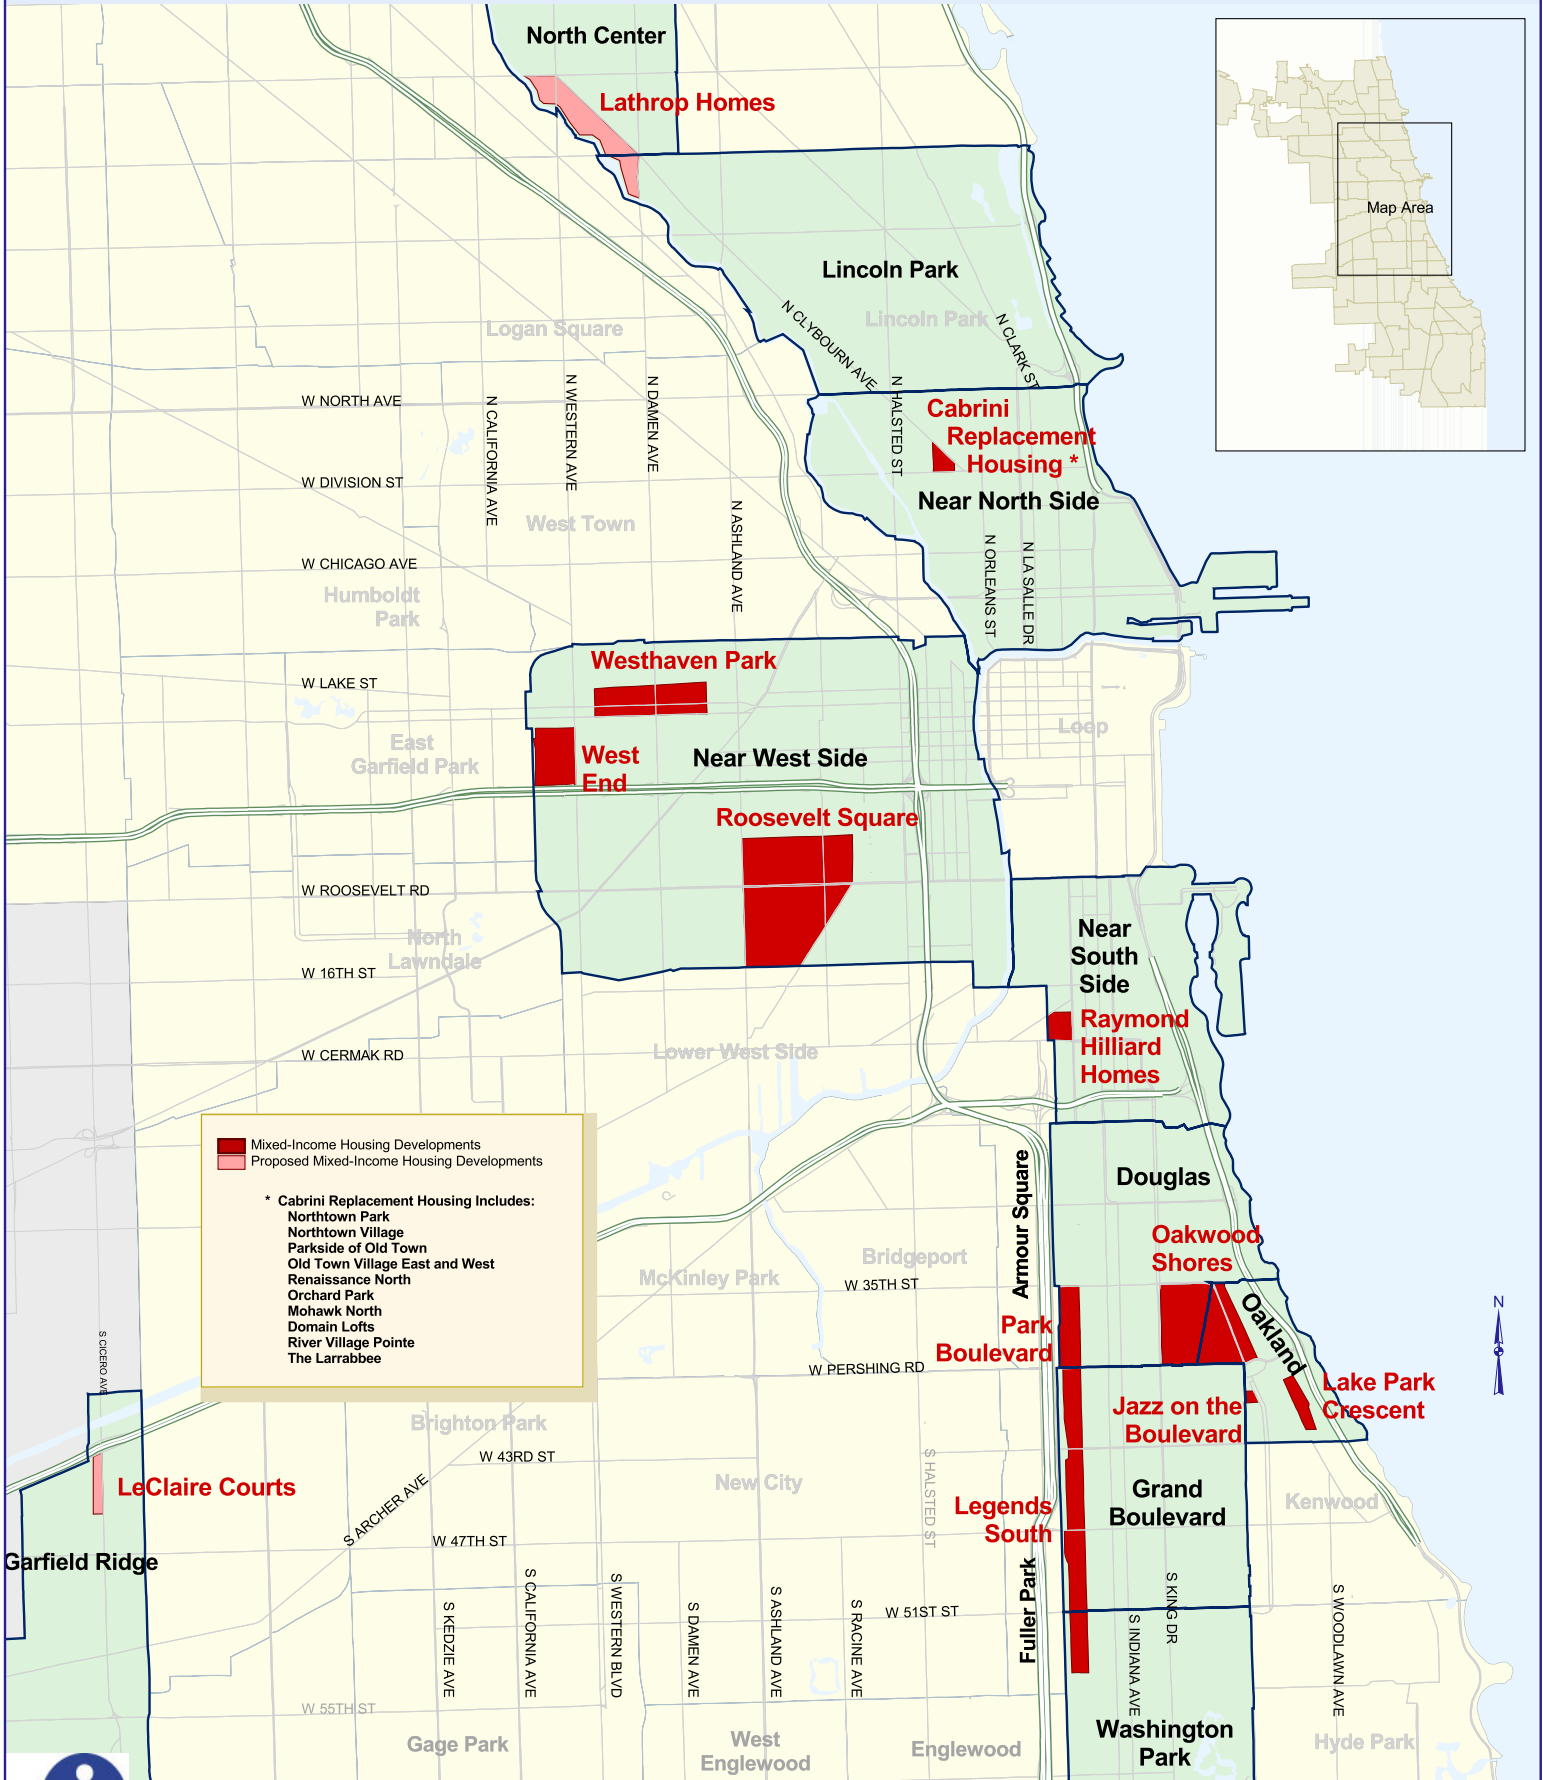 North Center
Lathrop Homes
Map Area
Lincoln Park
Lincoln Park
Logan Square
N CLYBOURN AVE
N CLARK ST
W NORTH AVE
N CALIFORNIA AVE
N WESTERN AVE
N DAMEN AVE
N HALSTED ST
Cabrini
Replacement
Housing *
W DIVISION ST
Near North Side
West Town
N ASHLAND AVE
N ORLEANS ST
N LA SALLE DR
W CHICAGO AVE
Humboldt
Park
Westhaven Park
W LAKE ST
Loop
East
Garfield Park
West
End
Near West Side
Roosevelt Square
W ROOSEVELT RD
North
Lawndale
Near
South
Side
W 16TH ST
Raymond
Hilliard
Homes
W CERMAK RD
Lower West Side
Mixed-Income Housing Developments
Proposed Mixed-Income Housing Developments
* Cabrini Replacement Housing Includes:
Northtown Park
Northtown Village
Parkside of Old Town
Old Town Village East and West
Renaissance North
Orchard Park
Mohawk North
Domain Lofts
River Village Pointe
The Larrabbee
Armour Square
Douglas
Oakwood
Shores
Bridgeport
McKinley Park
W 35TH ST
Oakland
N
Park
Boulevard
S CICERO AVE
W PERSHING RD
Lake Park
Crescent
Jazz on the
Boulevard
Brighton Park
W 43RD ST
S HALSTED ST
LeClaire Courts
New City
Grand
Boulevard
Kenwood
S ARCHER AVE
Legends
South
W 47TH ST
Garfield Ridge
Fuller Park
S KEDZIE AVE
S CALIFORNIA AVE
S WESTERN BLVD
S DAMEN AVE
S ASHLAND AVE
S RACINE AVE
W 51ST ST
S INDIANA AVE
S KING DR
S WOODLAWN AVE
W 55TH ST
Gage Park
West
Englewood
Englewood
Washington
Park
Hyde Park